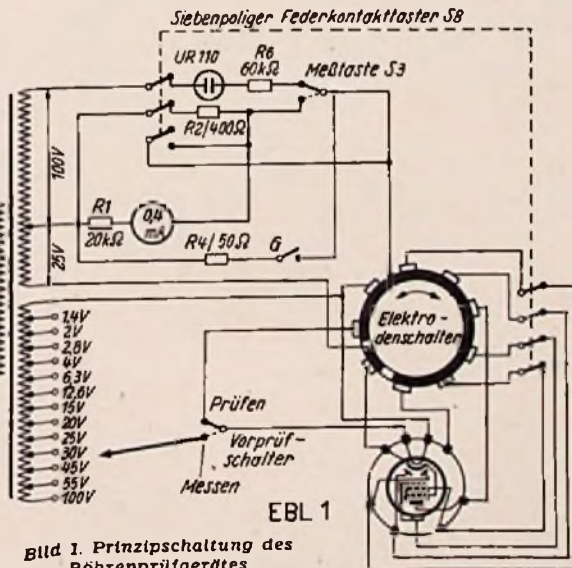 Siebenpoliger Federkontakttaster S8
UR 110
R6
60kΩ
Meßtaste S3
R2/400Ω
100V
R1
20kΩ
0,4
mA
R4/50Ω
G
25V
Elektro-
denschalter
1,4V
2V
2,8V
4V
6,3V
12,6V
15V
20V
25V
30V
45V
55V
100V
Prüfen
Vorprüf-
schalter
Messen
EBL 1
Bild 1. Prinzipschaltung des
Röhrenprüfgerätes